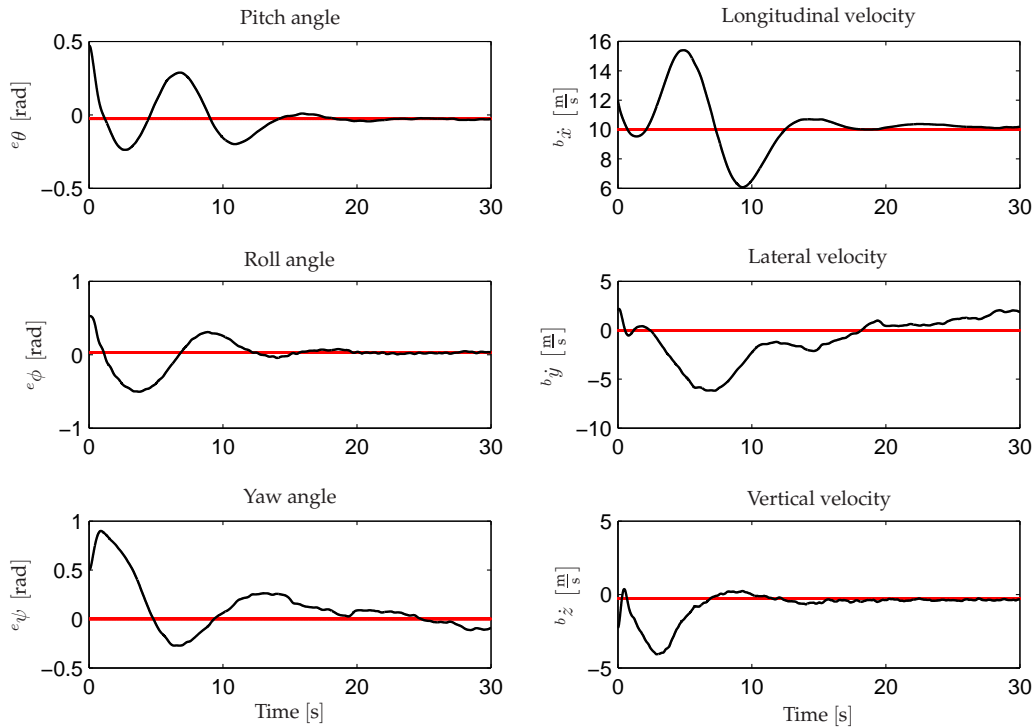 Pitch angle
0.5
0
−0.5
0 10 20 30
ᵉθ [rad]
Longitudinal velocity
16
14
12
10
8
6
0 10 20 30
ᵇẋ [m/s]
Roll angle
1
0
−1
0 10 20 30
ᵉϕ [rad]
Lateral velocity
5
0
−5
−10
0 10 20 30
ᵇẏ [m/s]
Yaw angle
1
0.5
0
−0.5
0 10 20 30
ᵉψ [rad]
Time [s]
Vertical velocity
5
0
−5
0 10 20 30
ᵇż [m/s]
Time [s]